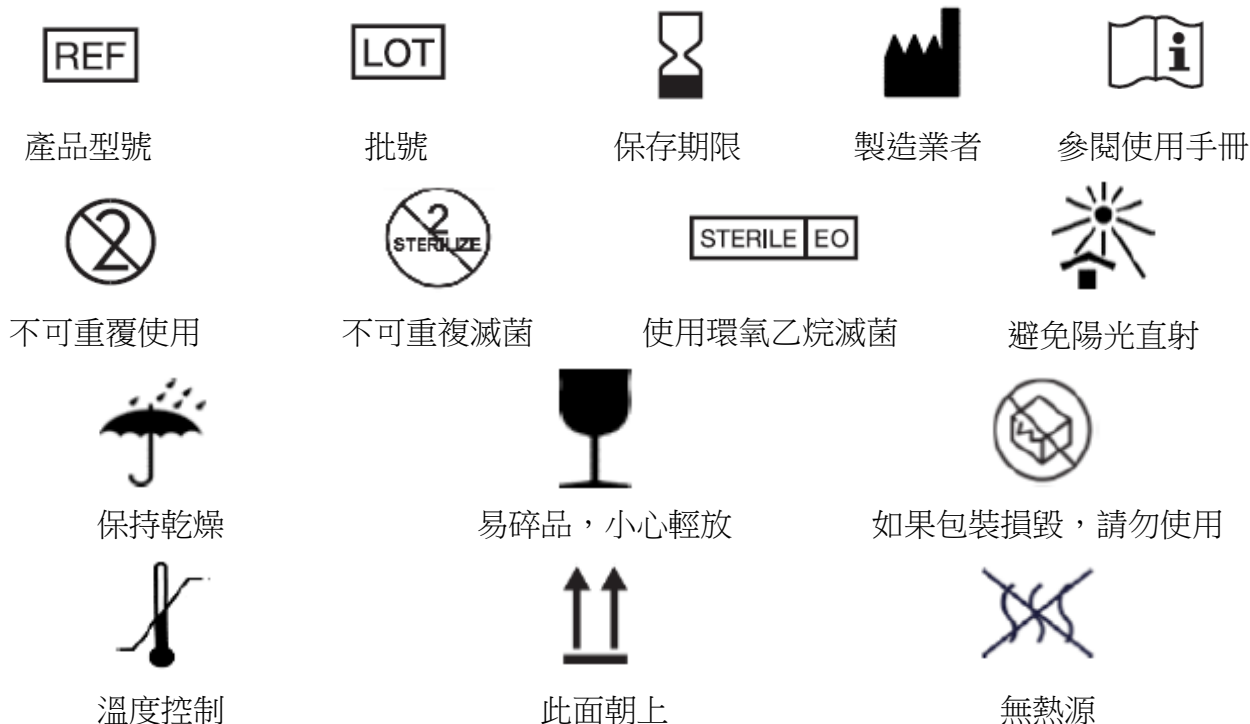 REF LOT
產品型號 批號 保存期限 製造業者 參閱使用手冊
2 2 STERILIZE STERILE EO
不可重覆使用 不可重複滅菌 使用環氧乙烷滅菌 避免陽光直射
保持乾燥 易碎品，小心輕放 如果包裝損毀，請勿使用
溫度控制 此面朝上 無熱源